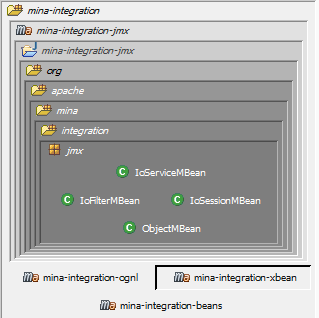 mina-integration
mina-integration-jmx
mina-integration-jmx
org
apache
mina
integration
jmx
IoServiceMBean
IoFilterMBean
IoSessionMBean
ObjectMBean
mina-integration-ognl
mina-integration-xbean
mina-integration-beans